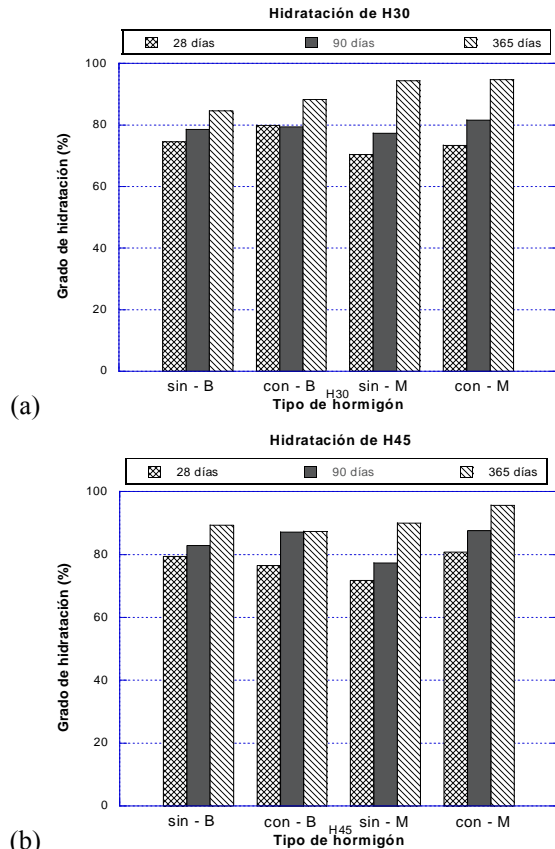 Hidratación de H30
28 días 90 días 365 días
100
80
60
40
20
0
Grado de hidratación (%)
sin - B con - B sin - M con - M
H30
Tipo de hormigón
(a)
Hidratación de H45
28 días 90 días 365 días
100
80
60
40
20
0
Grado de hidratación (%)
sin - B con - B sin - M con - M
H45
Tipo de hormigón
(b)